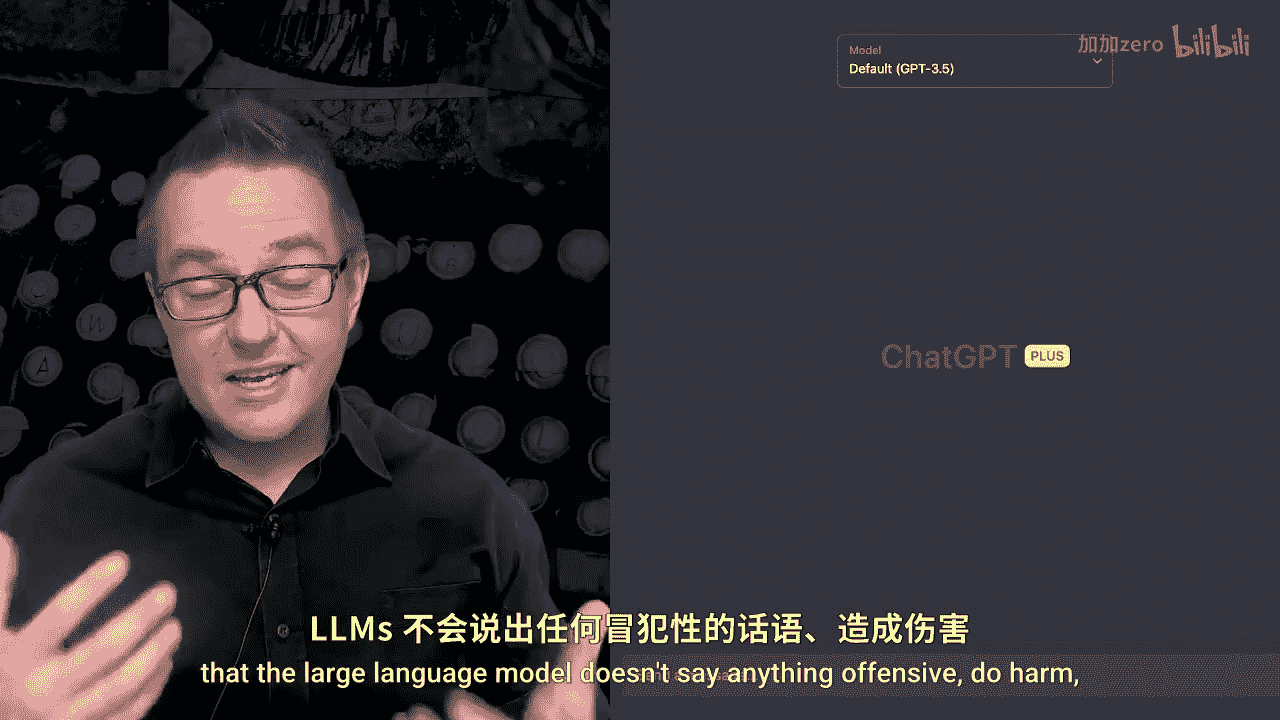 加加zero bilibili
Model
Default (GPT-3.5)
ChatGPT PLUS
LLMs 不会说出任何冒犯性的话语、造成伤害
that the large language model doesn't say anything offensive, do harm,